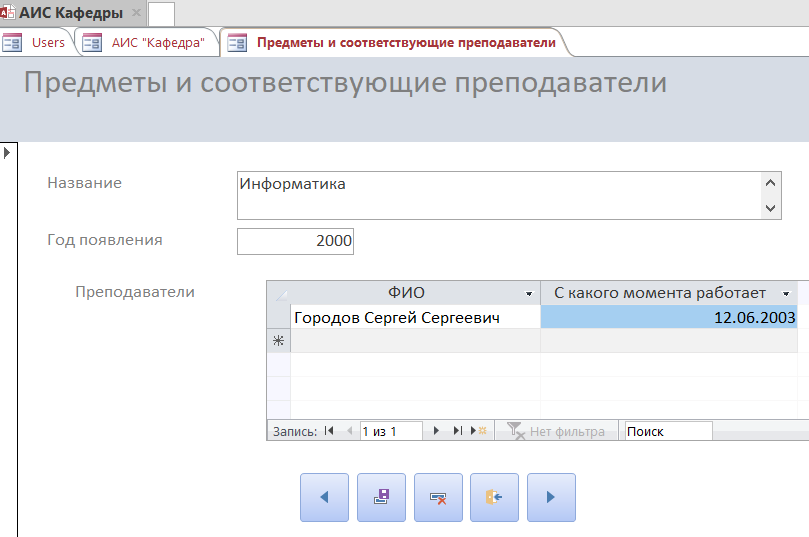 АИС Кафедры
Users АИС "Кафедра" Предметы и соответствующие преподаватели
Предметы и соответствующие преподаватели
Название Информатика
Год появления 2000
Преподаватели
ФИО С какого момента работает
Городов Сергей Сергеевич 12.06.2003
Запись: 1 из 1 Нет фильтра Поиск